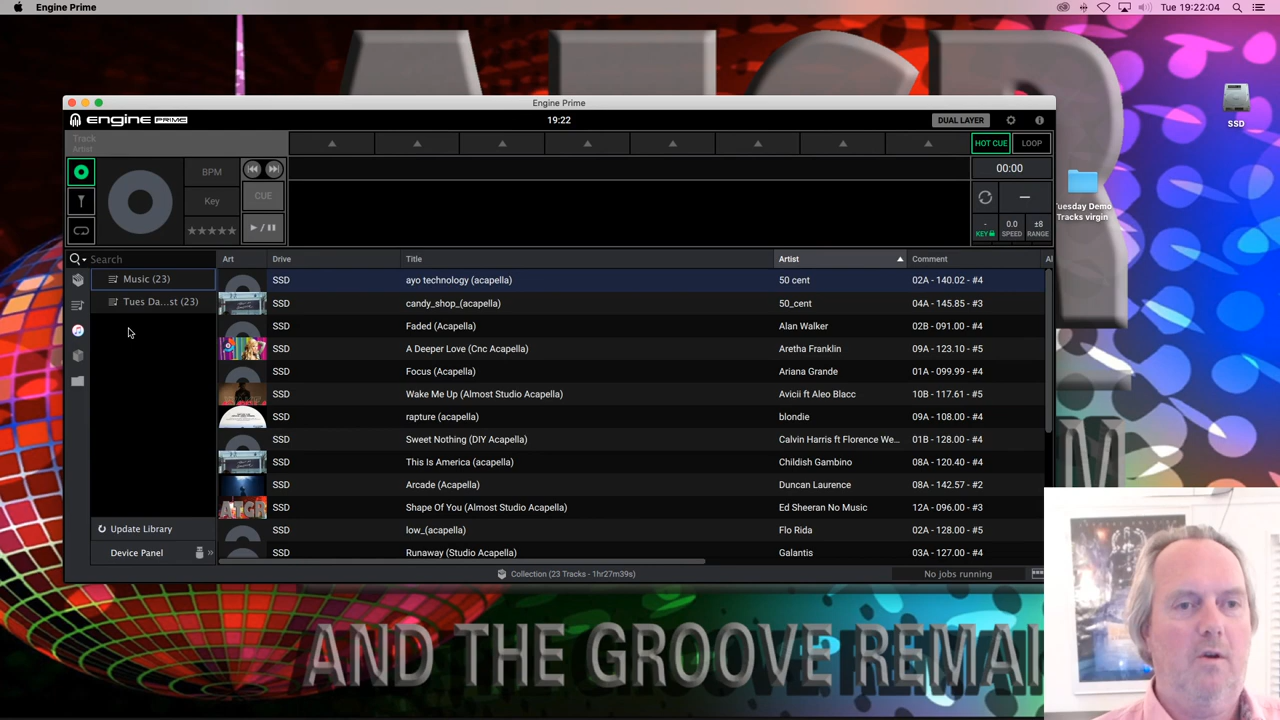 Engine Prime
Tue 19:22:04
ATGR
SSD
Tuesday Demo
Tracks virgin
Engine Prime
engine PRIME
19:22
DUAL LAYER
Track
Artist
HOT CUE
LOOP
BPM
Key
CUE
00:00
-
KEY
0.0
SPEED
±8
RANGE
Search
Art
Drive
Title
Artist
Comment
Al
Music (23)
Tues Da...st (23)
SSD ayo technology (acapella) 50 cent 02A - 140.02 - #4
SSD candy_shop_(acapella) 50_cent 04A - 145.85 - #3
SSD Faded (Acapella) Alan Walker 02B - 091.00 - #4
SSD A Deeper Love (Cnc Acapella) Aretha Franklin 09A - 123.10 - #5
SSD Focus (Acapella) Ariana Grande 01A - 099.99 - #4
SSD Wake Me Up (Almost Studio Acapella) Avicii ft Aleo Blacc 10B - 117.61 - #5
SSD rapture (acapella) blondie 09A - 108.00 - #4
SSD Sweet Nothing (DIY Acapella) Calvin Harris ft Florence We... 01B - 128.00 - #4
SSD This Is America (acapella) Childish Gambino 08A - 120.40 - #4
SSD Arcade (Acapella) Duncan Laurence 08A - 142.57 - #2
ATGR SSD Shape Of You (Almost Studio Acapella) Ed Sheeran No Music 12A - 096.00 - #3
SSD low_(acapella) Flo Rida 02A - 128.00 - #5
SSD Runaway (Studio Acapella) Galantis 03A - 127.00 - #4
Update Library
Device Panel
Collection (23 Tracks - 1hr27m39s)
No jobs running
M
AND THE GROOVE REMAI